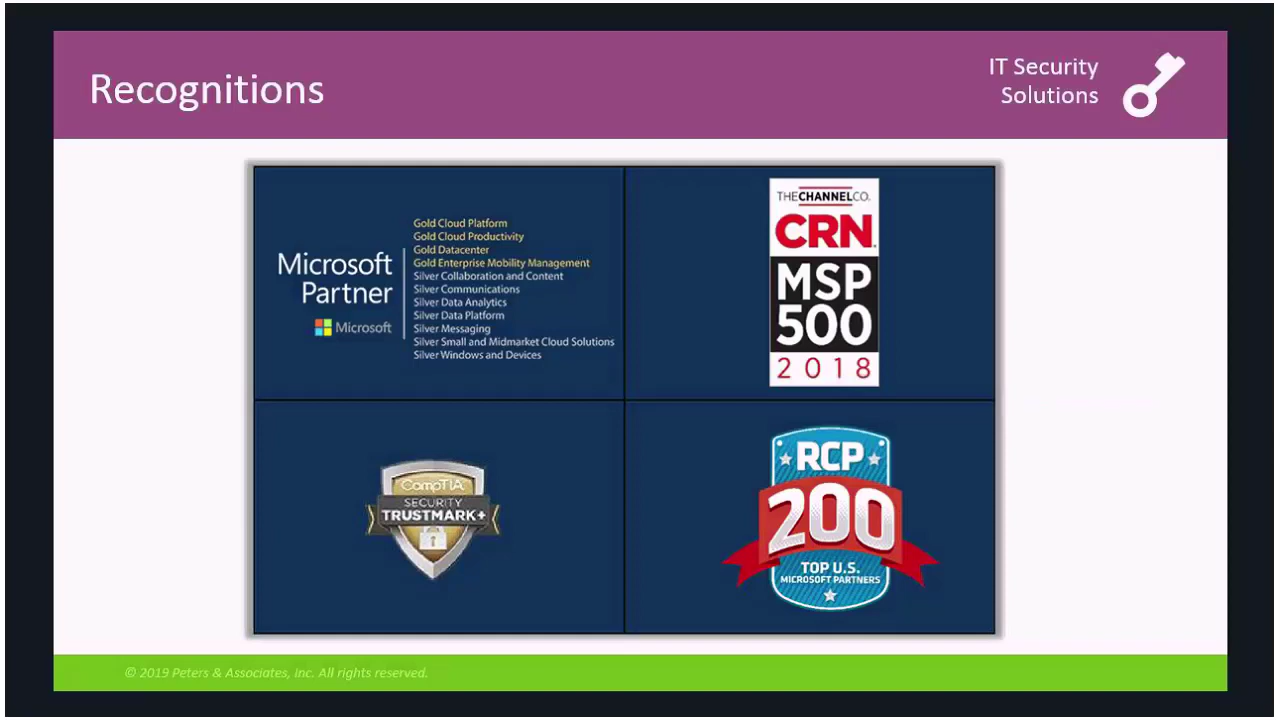 Recognitions
IT Security
Solutions
Microsoft
Partner
Microsoft
Gold Cloud Platform
Gold Cloud Productivity
Gold Datacenter
Gold Enterprise Mobility Management
Silver Collaboration and Content
Silver Communications
Silver Data Analytics
Silver Data Platform
Silver Messaging
Silver Small and Midmarket Cloud Solutions
Silver Windows and Devices
THECHANNELCO.
CRN
MSP
500
2018
CompTIA
SECURITY
TRUSTMARK+
RCP
200
TOP U.S.
MICROSOFT PARTNERS
© 2019 Peters & Associates, Inc. All rights reserved.